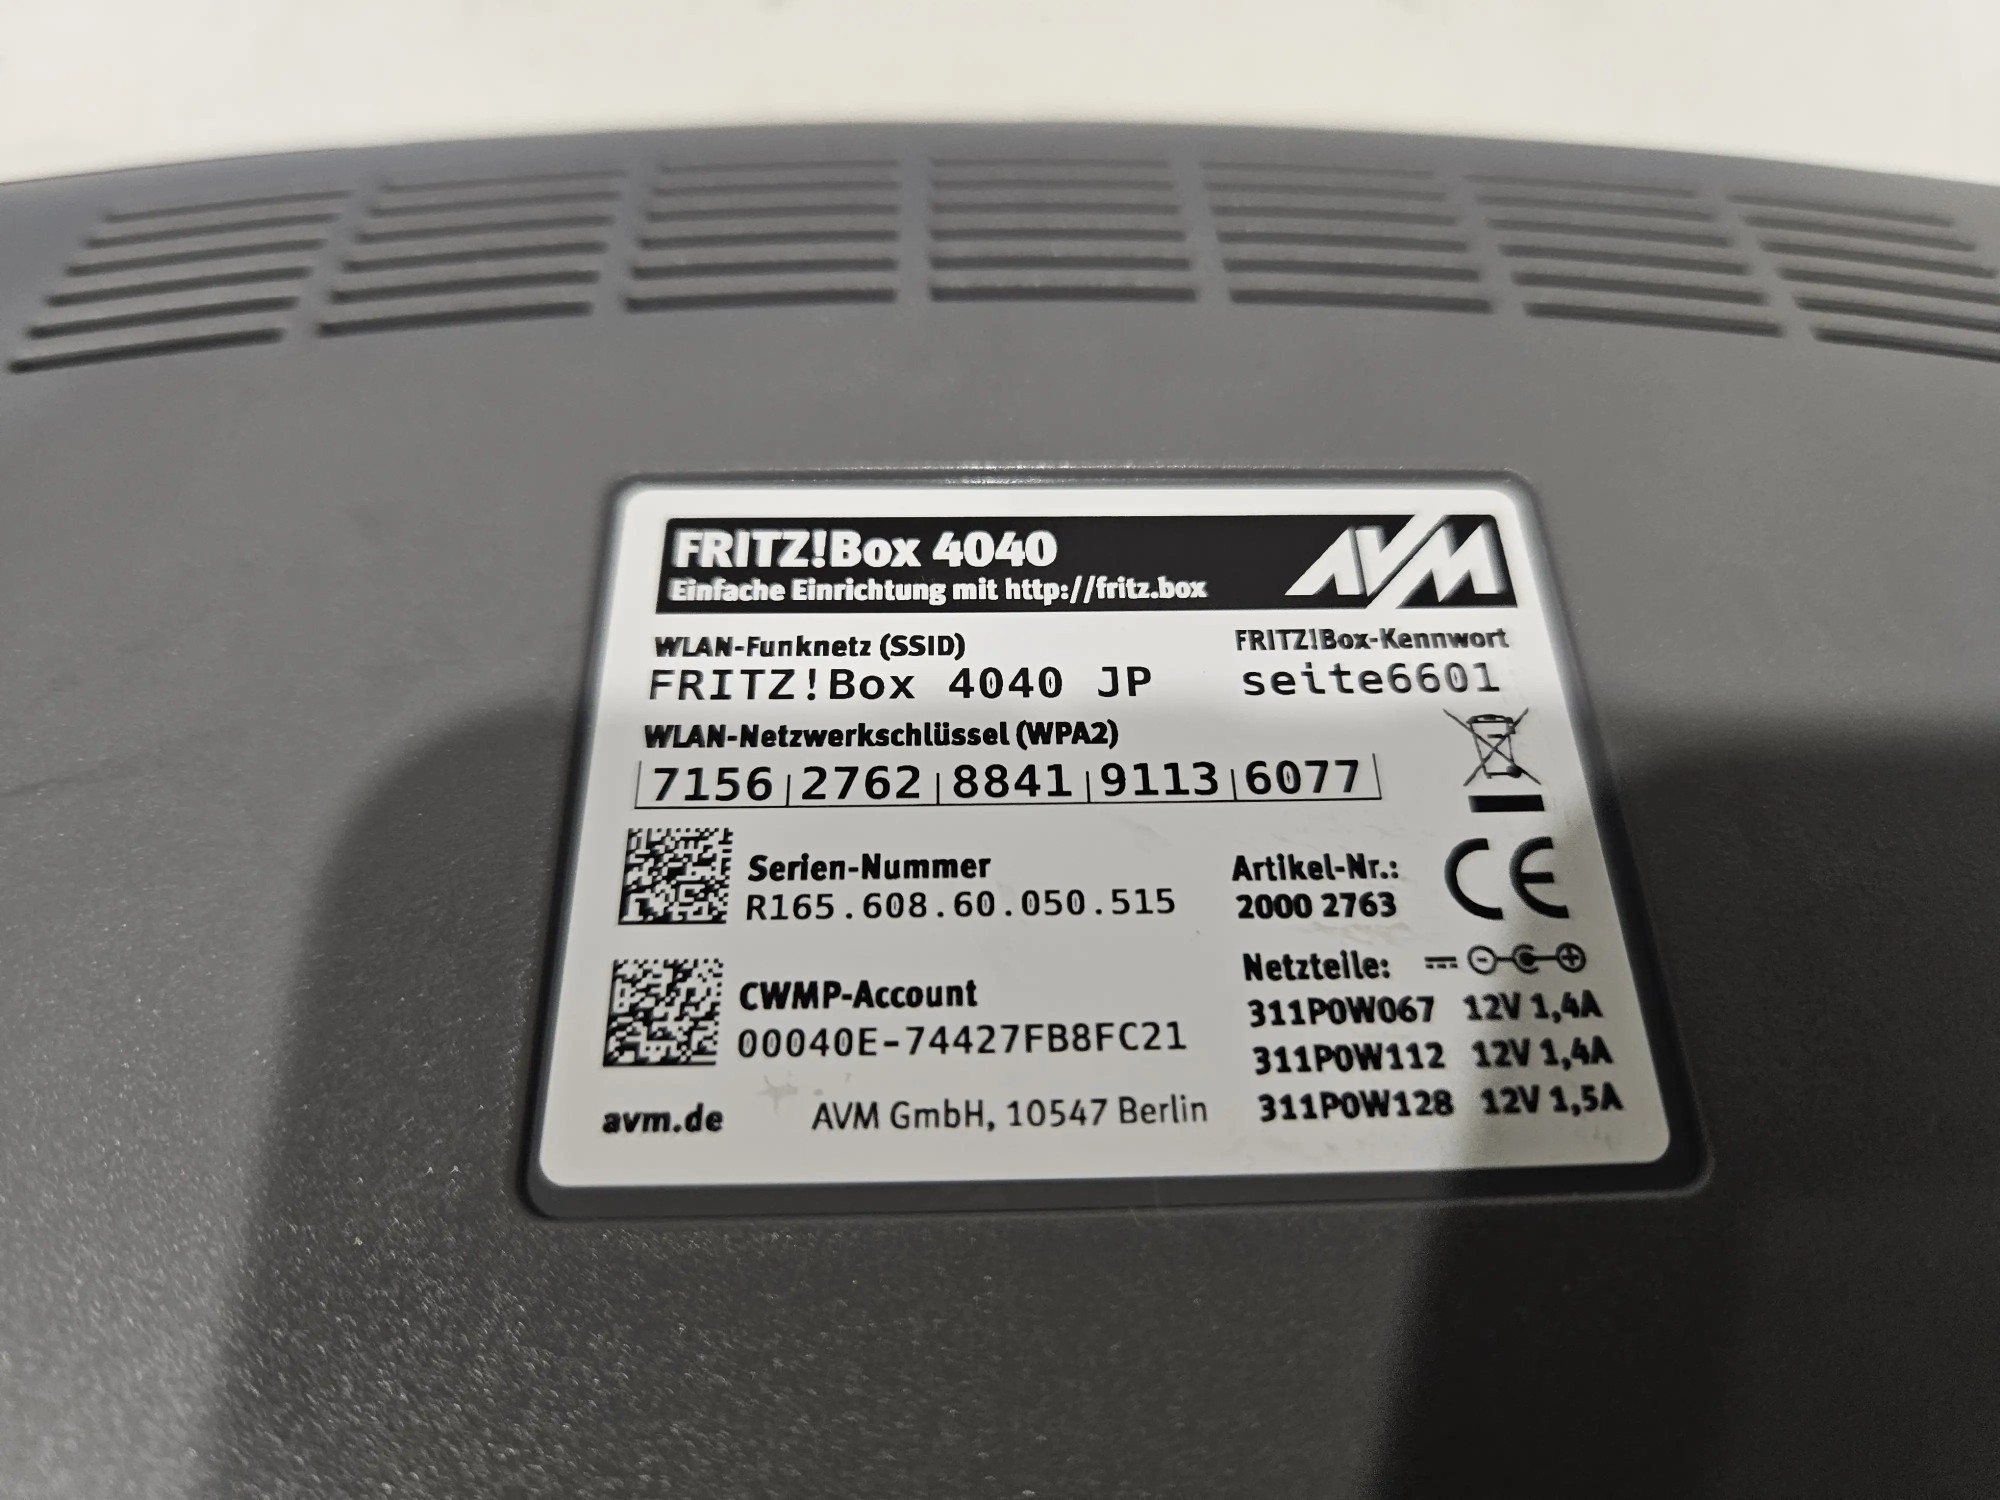 FRITZ!Box 4040
Einfache Einrichtung mit http://fritz.box
AVM
WLAN-Funknetz (SSID)
FRITZ!Box 4040 JP
FRITZ!Box-Kennwort
seite6601
WLAN-Netzwerkschlüssel (WPA2)
7156 2762 8841 9113 6077
Serien-Nummer
R165.608.60.050.515
Artikel-Nr.:
2000 2763
CE
CWMP-Account
00040E-74427FB8FC21
Netzteile:
311P0W067 12V 1,4A
311P0W112 12V 1,4A
311P0W128 12V 1,5A
avm.de
AVM GmbH, 10547 Berlin